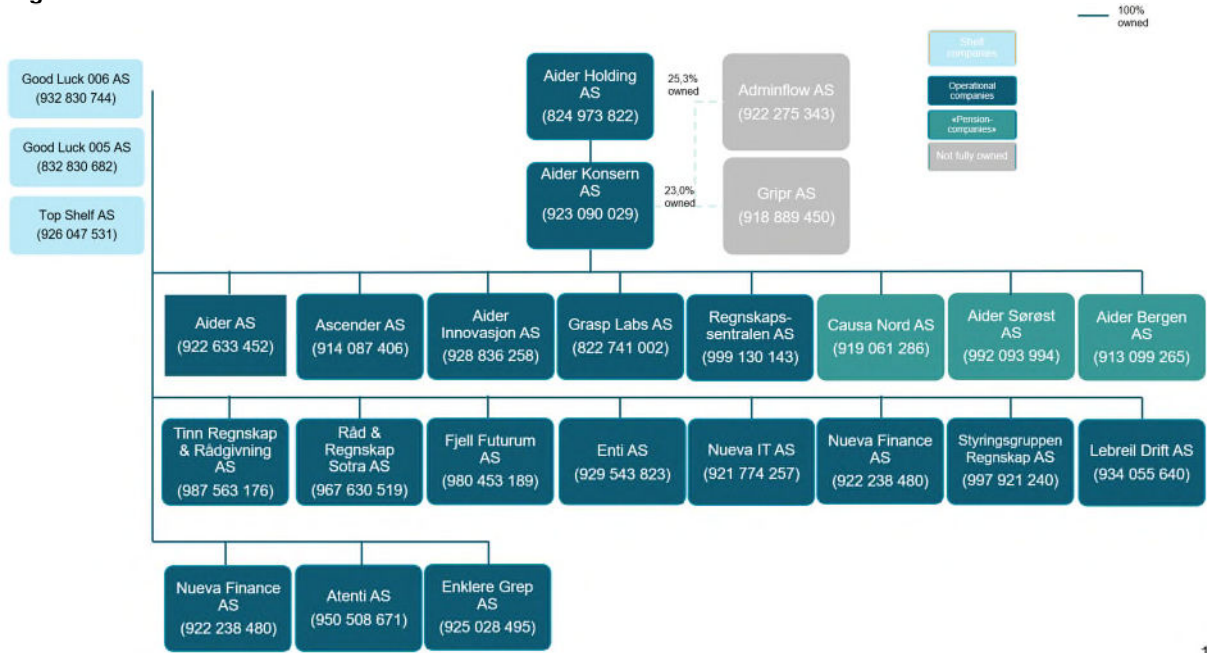 100%
owned
Shelf
companies
Operational
companies
«Pension-
companies»
Not fully owned
Good Luck 006 AS
(932 830 744)
Good Luck 005 AS
(832 830 682)
Top Shelf AS
(926 047 531)
Aider Holding
AS
(824 973 822)
25,3%
owned
Adminflow AS
(922 275 343)
Aider Konsern
AS
(923 090 029)
23,0%
owned
Gripr AS
(918 889 450)
Aider AS
(922 633 452)
Ascender AS
(914 087 406)
Aider
Innovasjon AS
(928 836 258)
Grasp Labs AS
(822 741 002)
Regnskaps-
sentralen AS
(999 130 143)
Causa Nord AS
(919 061 286)
Aider Sørøst
AS
(992 093 994)
Aider Bergen
AS
(913 099 265)
Tinn Regnskap
& Rådgivning
AS
(987 563 176)
Råd &
Regnskap
Sotra AS
(967 630 519)
Fjell Futurum
AS
(980 453 189)
Enti AS
(929 543 823)
Nueva IT AS
(921 774 257)
Nueva Finance
AS
(922 238 480)
Styringsgruppen
Regnskap AS
(997 921 240)
Lebreil Drift AS
(934 055 640)
Nueva Finance
AS
(922 238 480)
Atenti AS
(950 508 671)
Enklere Grep
AS
(925 028 495)